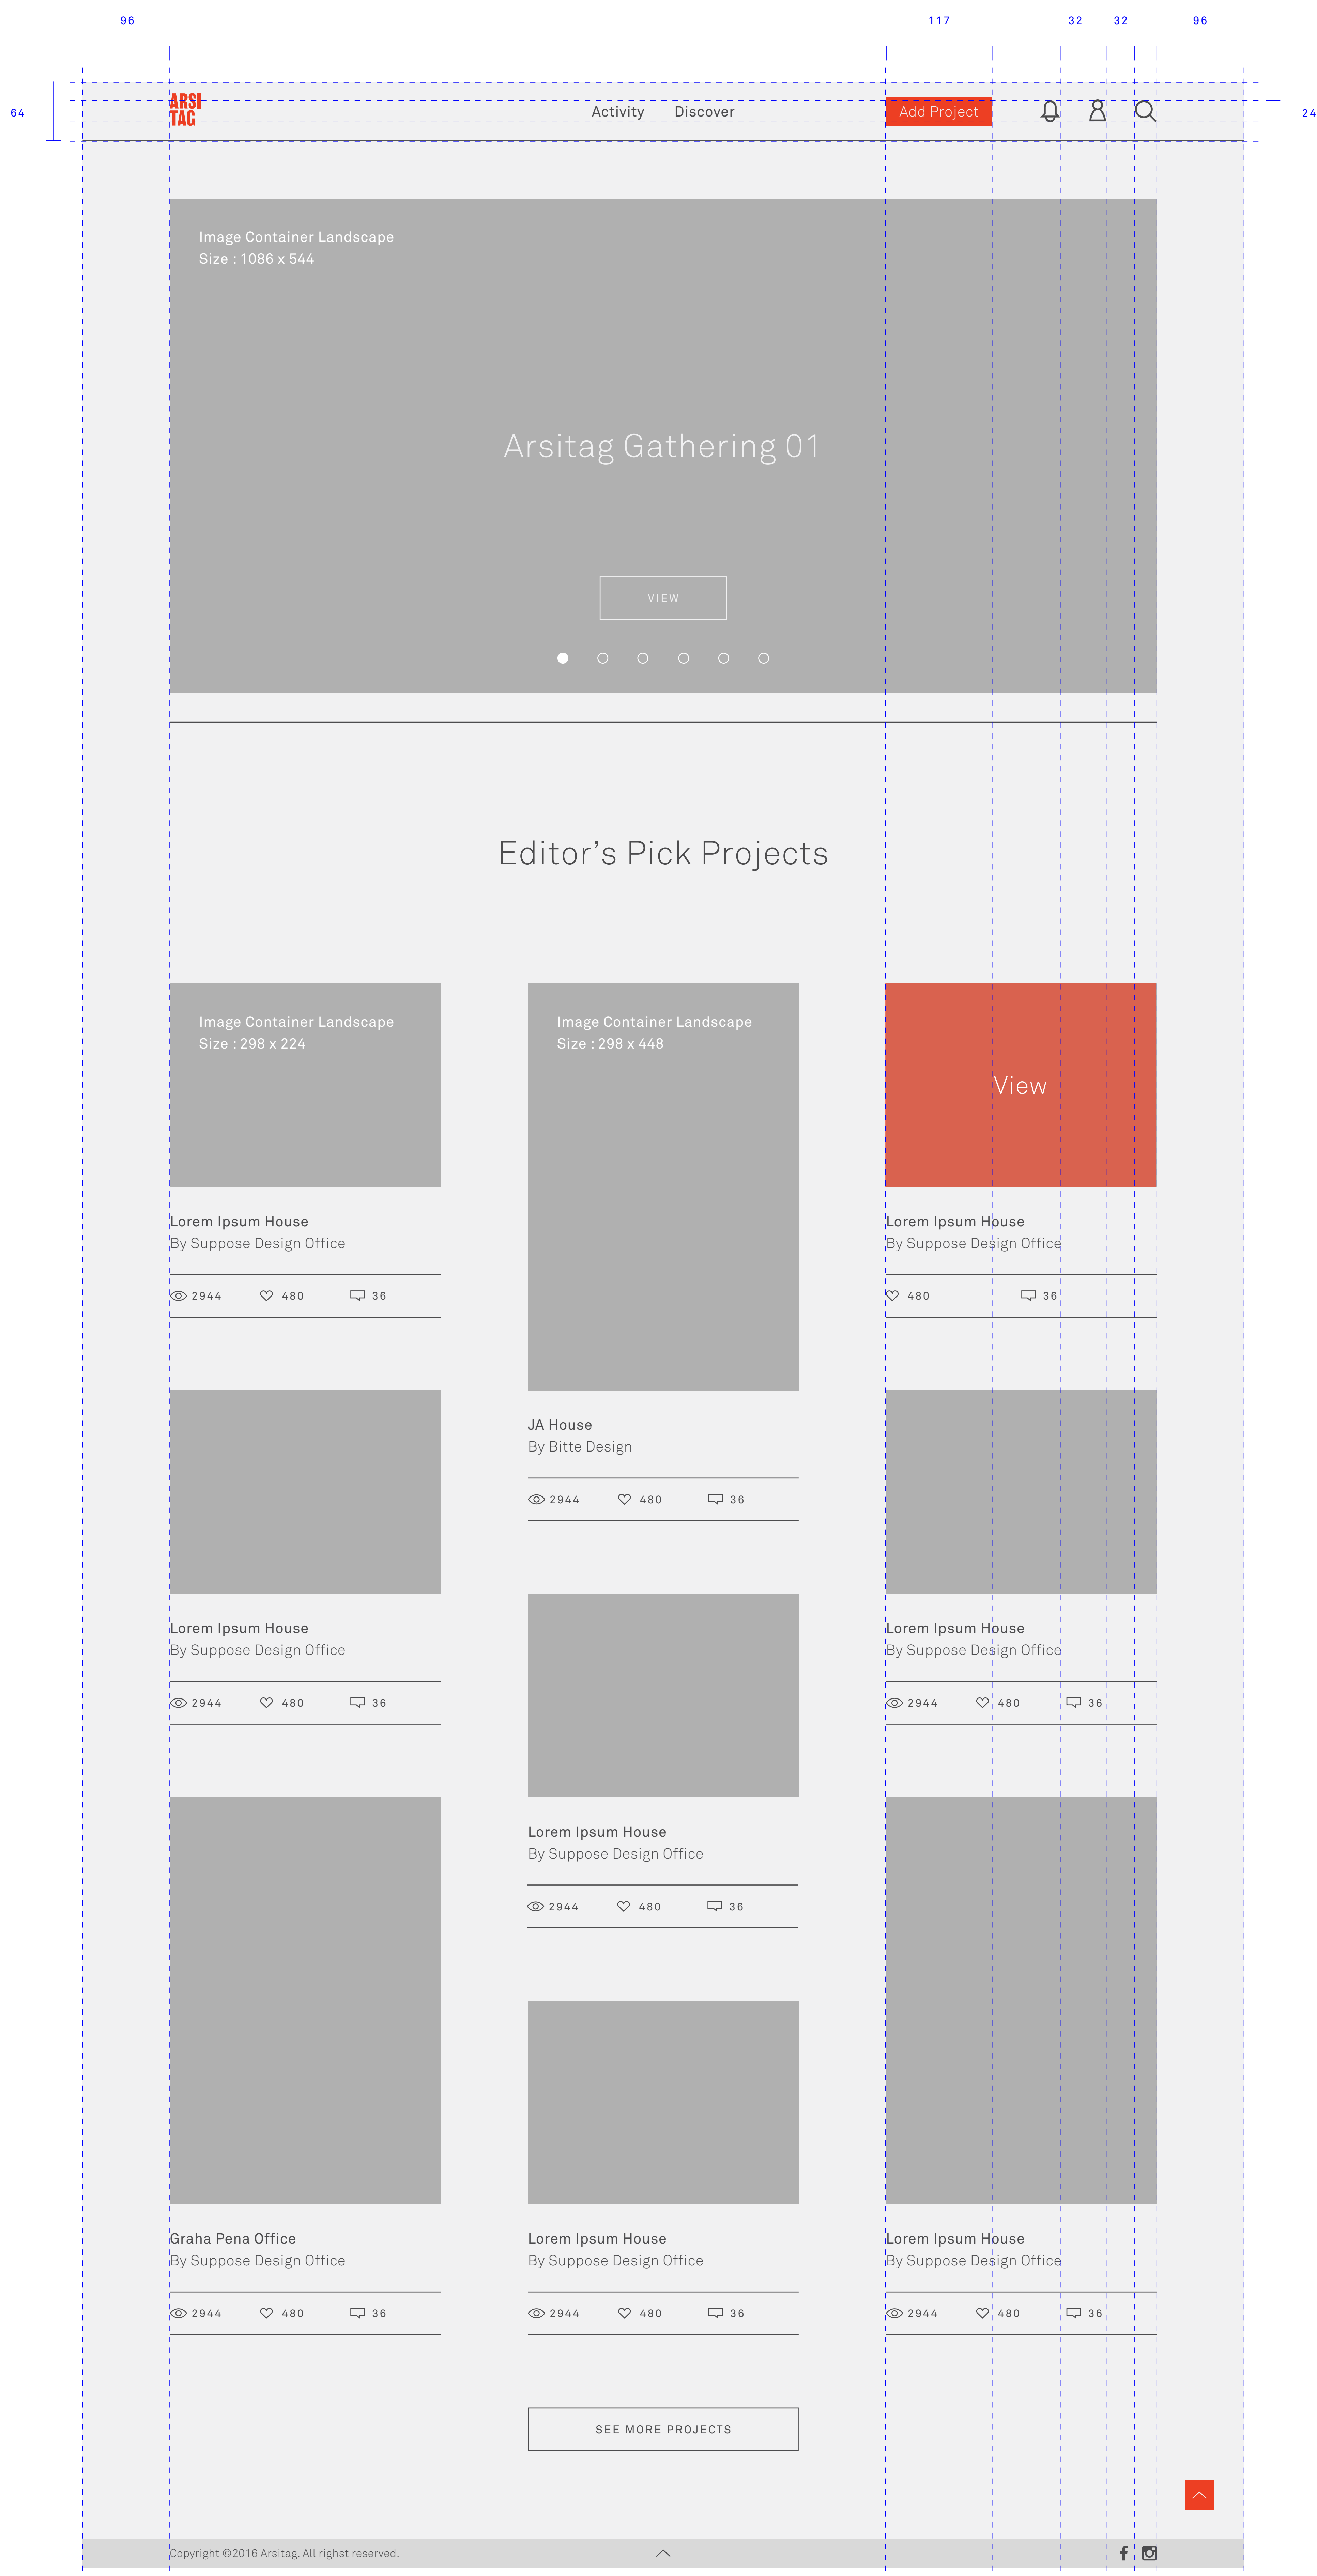 96
117
32
32
96
64
24
ARSI
TAG
Activity
Discover
Add Project
Image Container Landscape
Size : 1086 x 544
Arsitag Gathering 01
VIEW
Editor’s Pick Projects
Image Container Landscape
Size : 298 x 224
Image Container Landscape
Size : 298 x 448
View
Lorem Ipsum House
By Suppose Design Office
2944 480 36
Lorem Ipsum House
By Suppose Design Office
480 36
JA House
By Bitte Design
2944 480 36
Lorem Ipsum House
By Suppose Design Office
2944 480 36
Lorem Ipsum House
By Suppose Design Office
2944 480 36
Lorem Ipsum House
By Suppose Design Office
2944 480 36
Graha Pena Office
By Suppose Design Office
2944 480 36
Lorem Ipsum House
By Suppose Design Office
2944 480 36
Lorem Ipsum House
By Suppose Design Office
2944 480 36
SEE MORE PROJECTS
Copyright ©2016 Arsitag. All righst reserved.